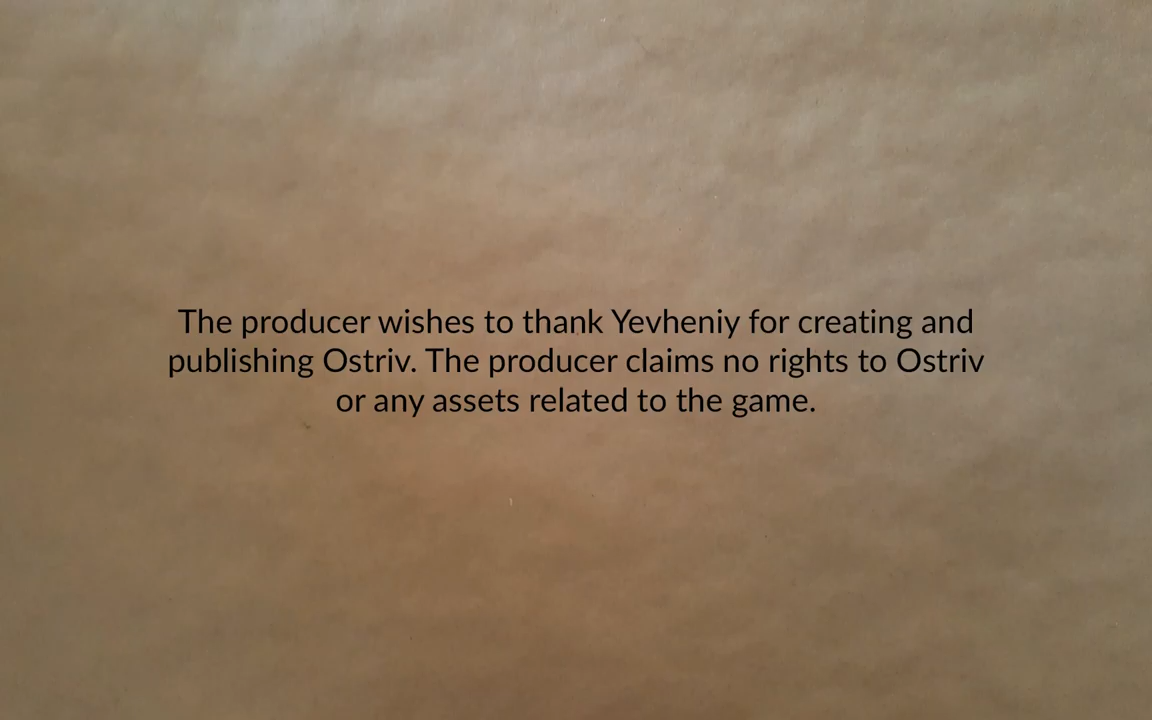 The producer wishes to thank Yevheniy for creating and
publishing Ostriv. The producer claims no rights to Ostriv
or any assets related to the game.